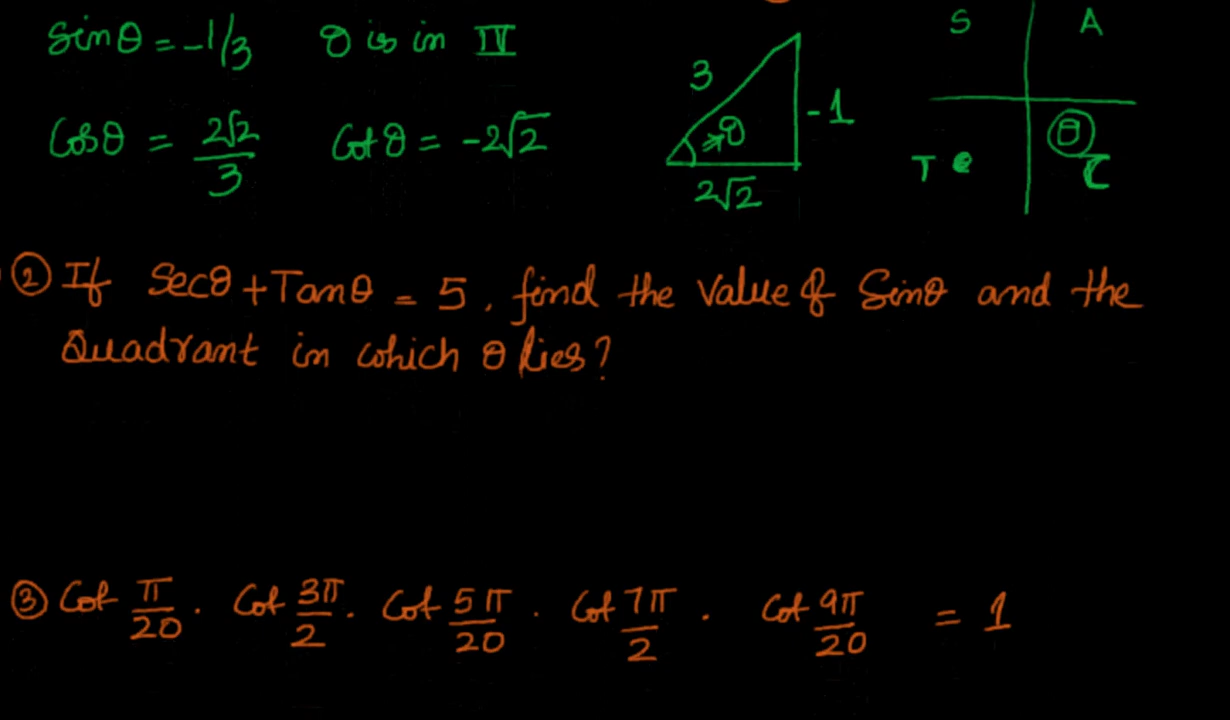 Sinθ = -1/3 θ is in IV
Cosθ = 2√2/3 Cotθ = -2√2
3
-1
θ
2√2
S A
T θ C
② If Secθ + Tanθ = 5, find the value of Sinθ and the
Quadrant in which θ lies?
③ Cot π/20 . Cot 3π/2 . Cot 5π/20 . Cot 7π/2 . Cot 9π/20 = 1